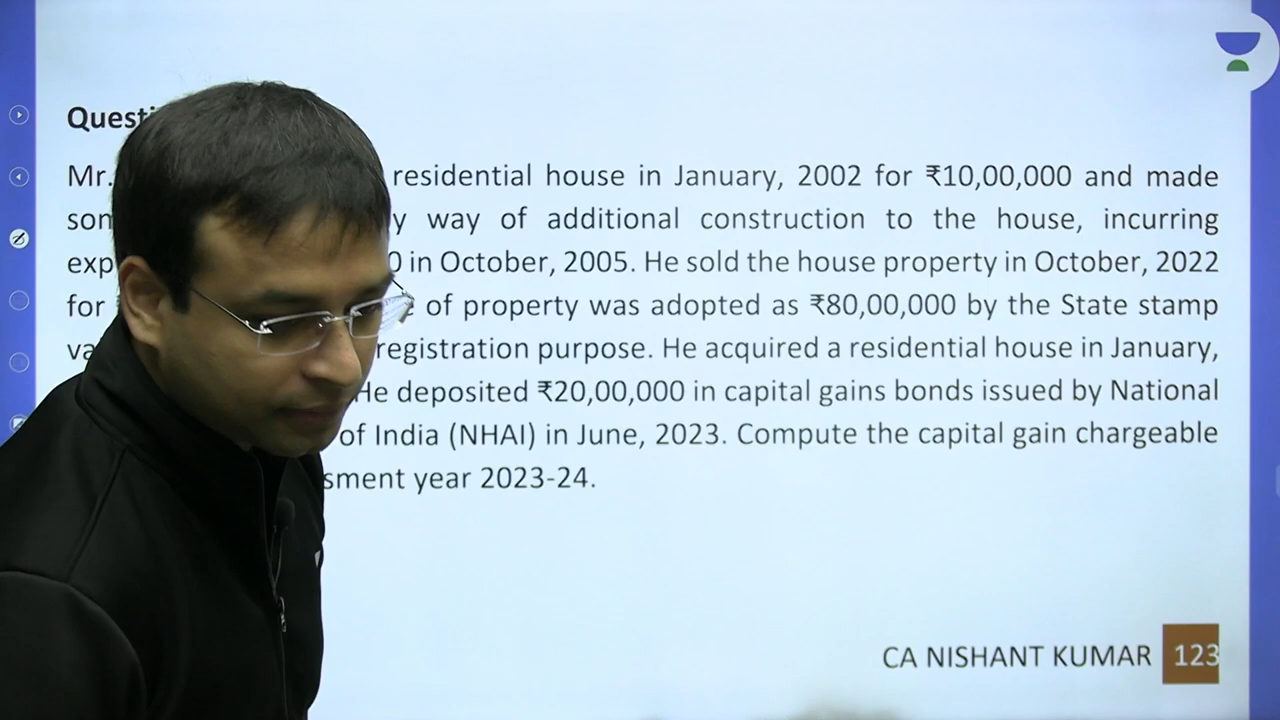 Questi
Mr. residential house in January, 2002 for ₹10,00,000 and made
som y way of additional construction to the house, incurring
exp 0 in October, 2005. He sold the house property in October, 2022
for of property was adopted as ₹80,00,000 by the State stamp
va registration purpose. He acquired a residential house in January,
He deposited ₹20,00,000 in capital gains bonds issued by National
of India (NHAI) in June, 2023. Compute the capital gain chargeable
sment year 2023-24.
CA NISHANT KUMAR 123